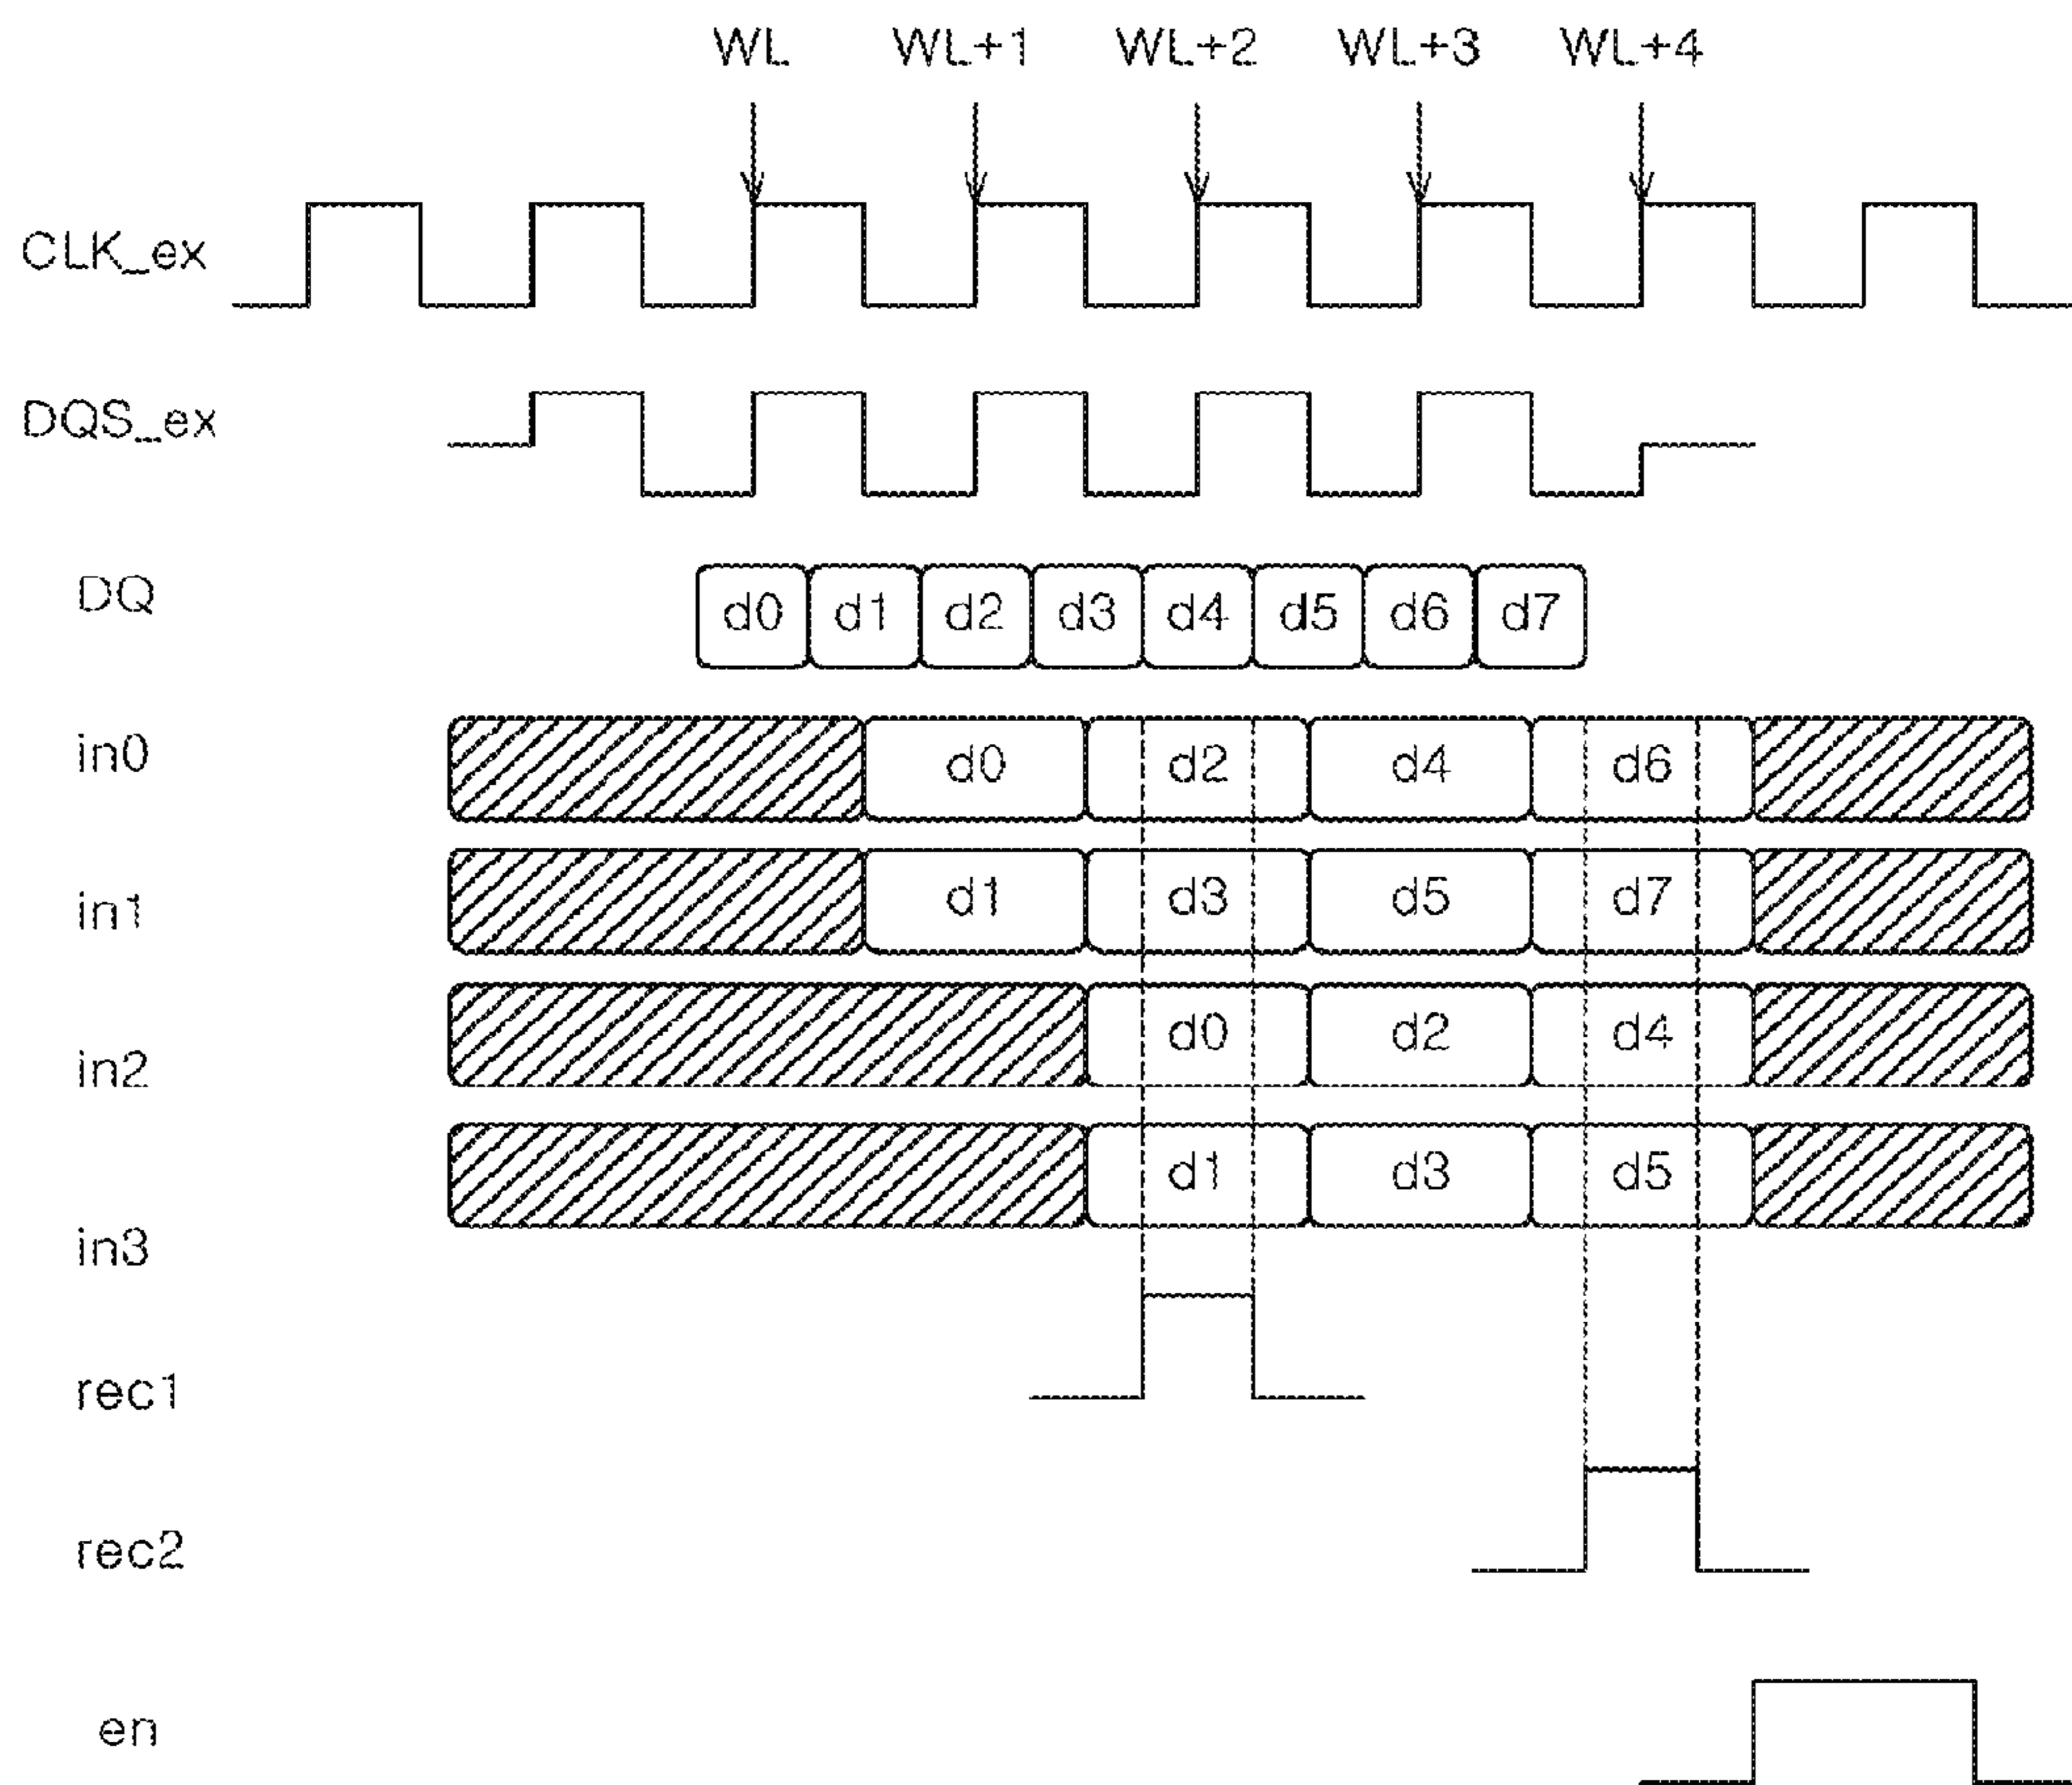 WL WL+1 WL+2 WL+3 WL+4
CLK_ex
DQS_ex
DQ d0 d1 d2 d3 d4 d5 d6 d7
in0 d0 d2 d4 d6
in1 d1 d3 d5 d7
in2 d0 d2 d4
in3 d1 d3 d5
rec1
rec2
en